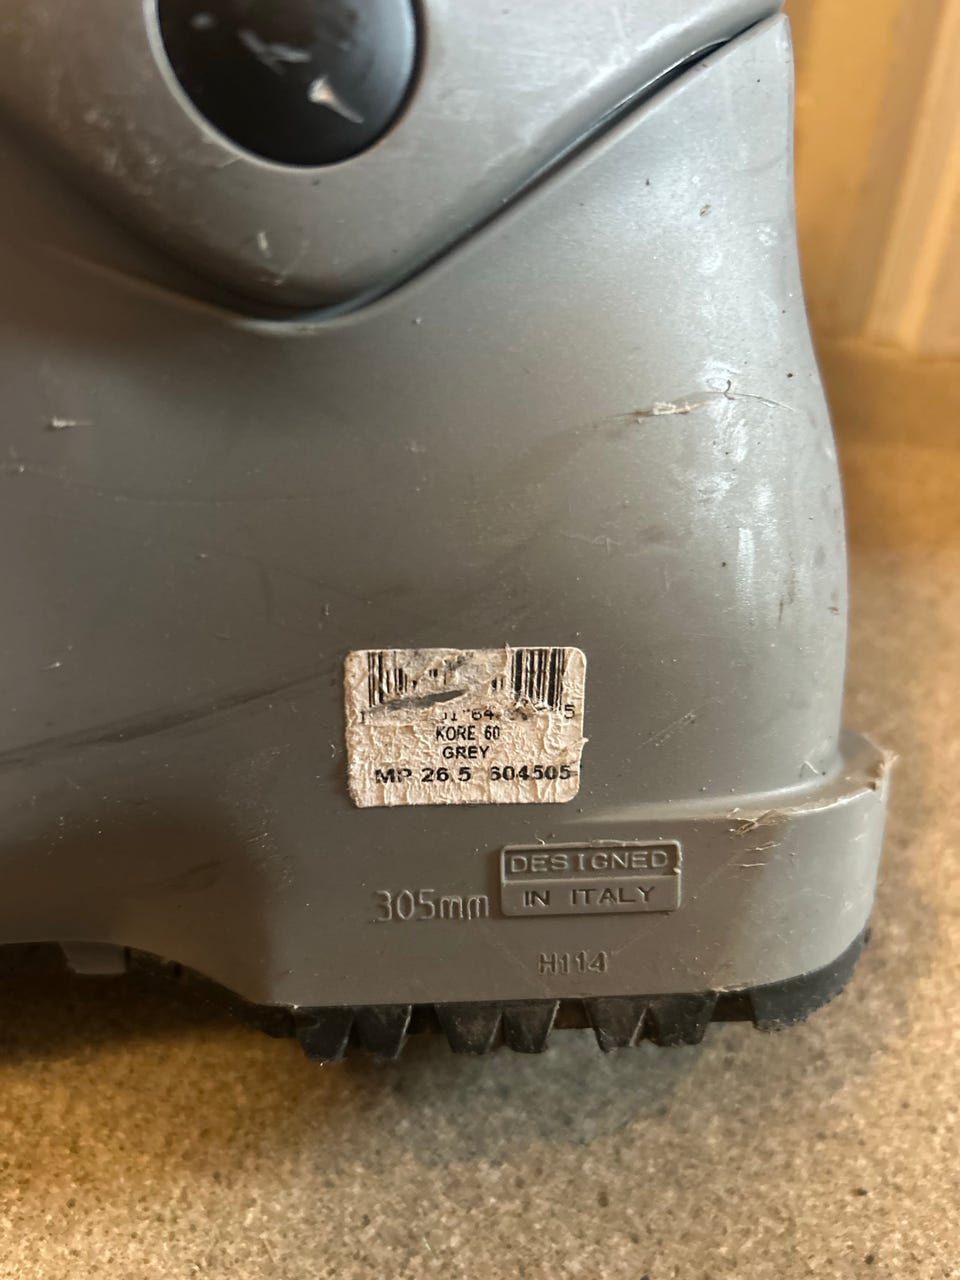 KORE 60
GREY
MP 26.5 604505
DESIGNED
305mm IN ITALY
H114